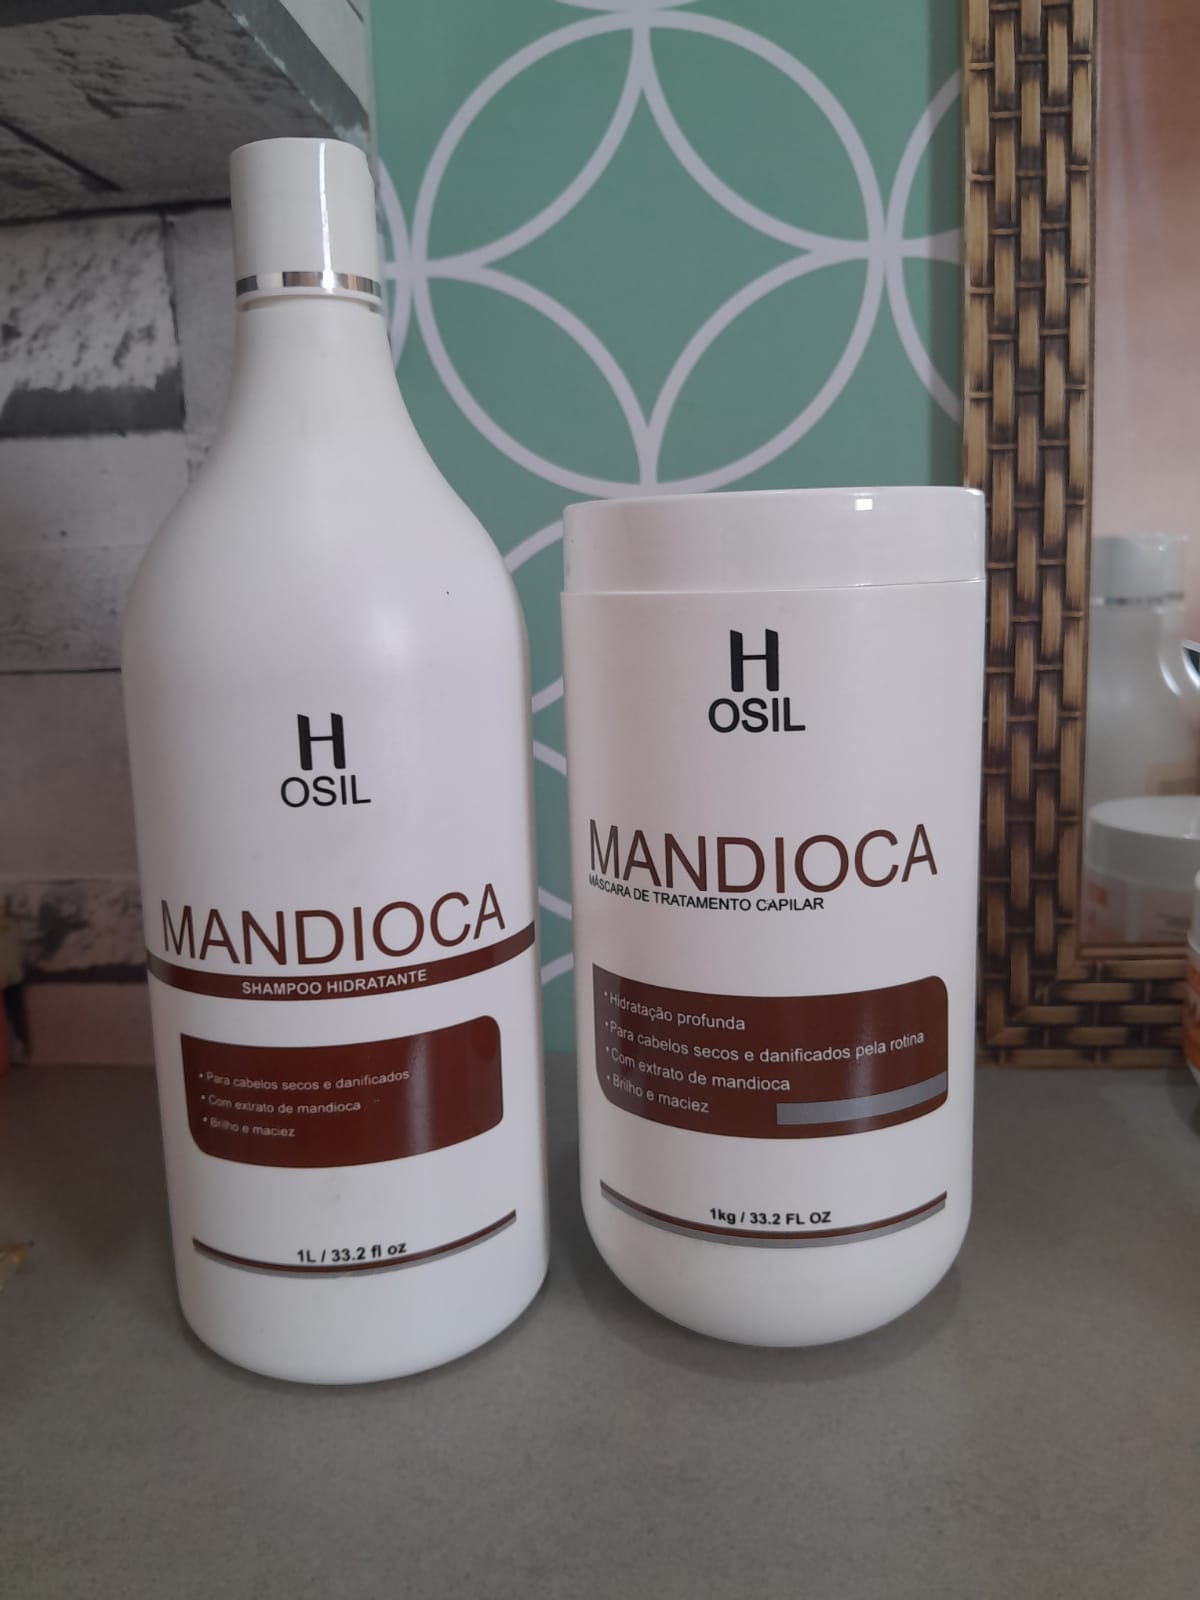 H
OSIL
MANDIOCA
SHAMPOO HIDRATANTE
• Para cabelos secos e danificados
• Com extrato de mandioca
• Brilho e maciez
1L / 33.2 fl oz
H
OSIL
MANDIOCA
MÁSCARA DE TRATAMENTO CAPILAR
• Hidratação profunda
• Para cabelos secos e danificados pela rotina
• Com extrato de mandioca
• Brilho e maciez
1kg / 33.2 FL OZ